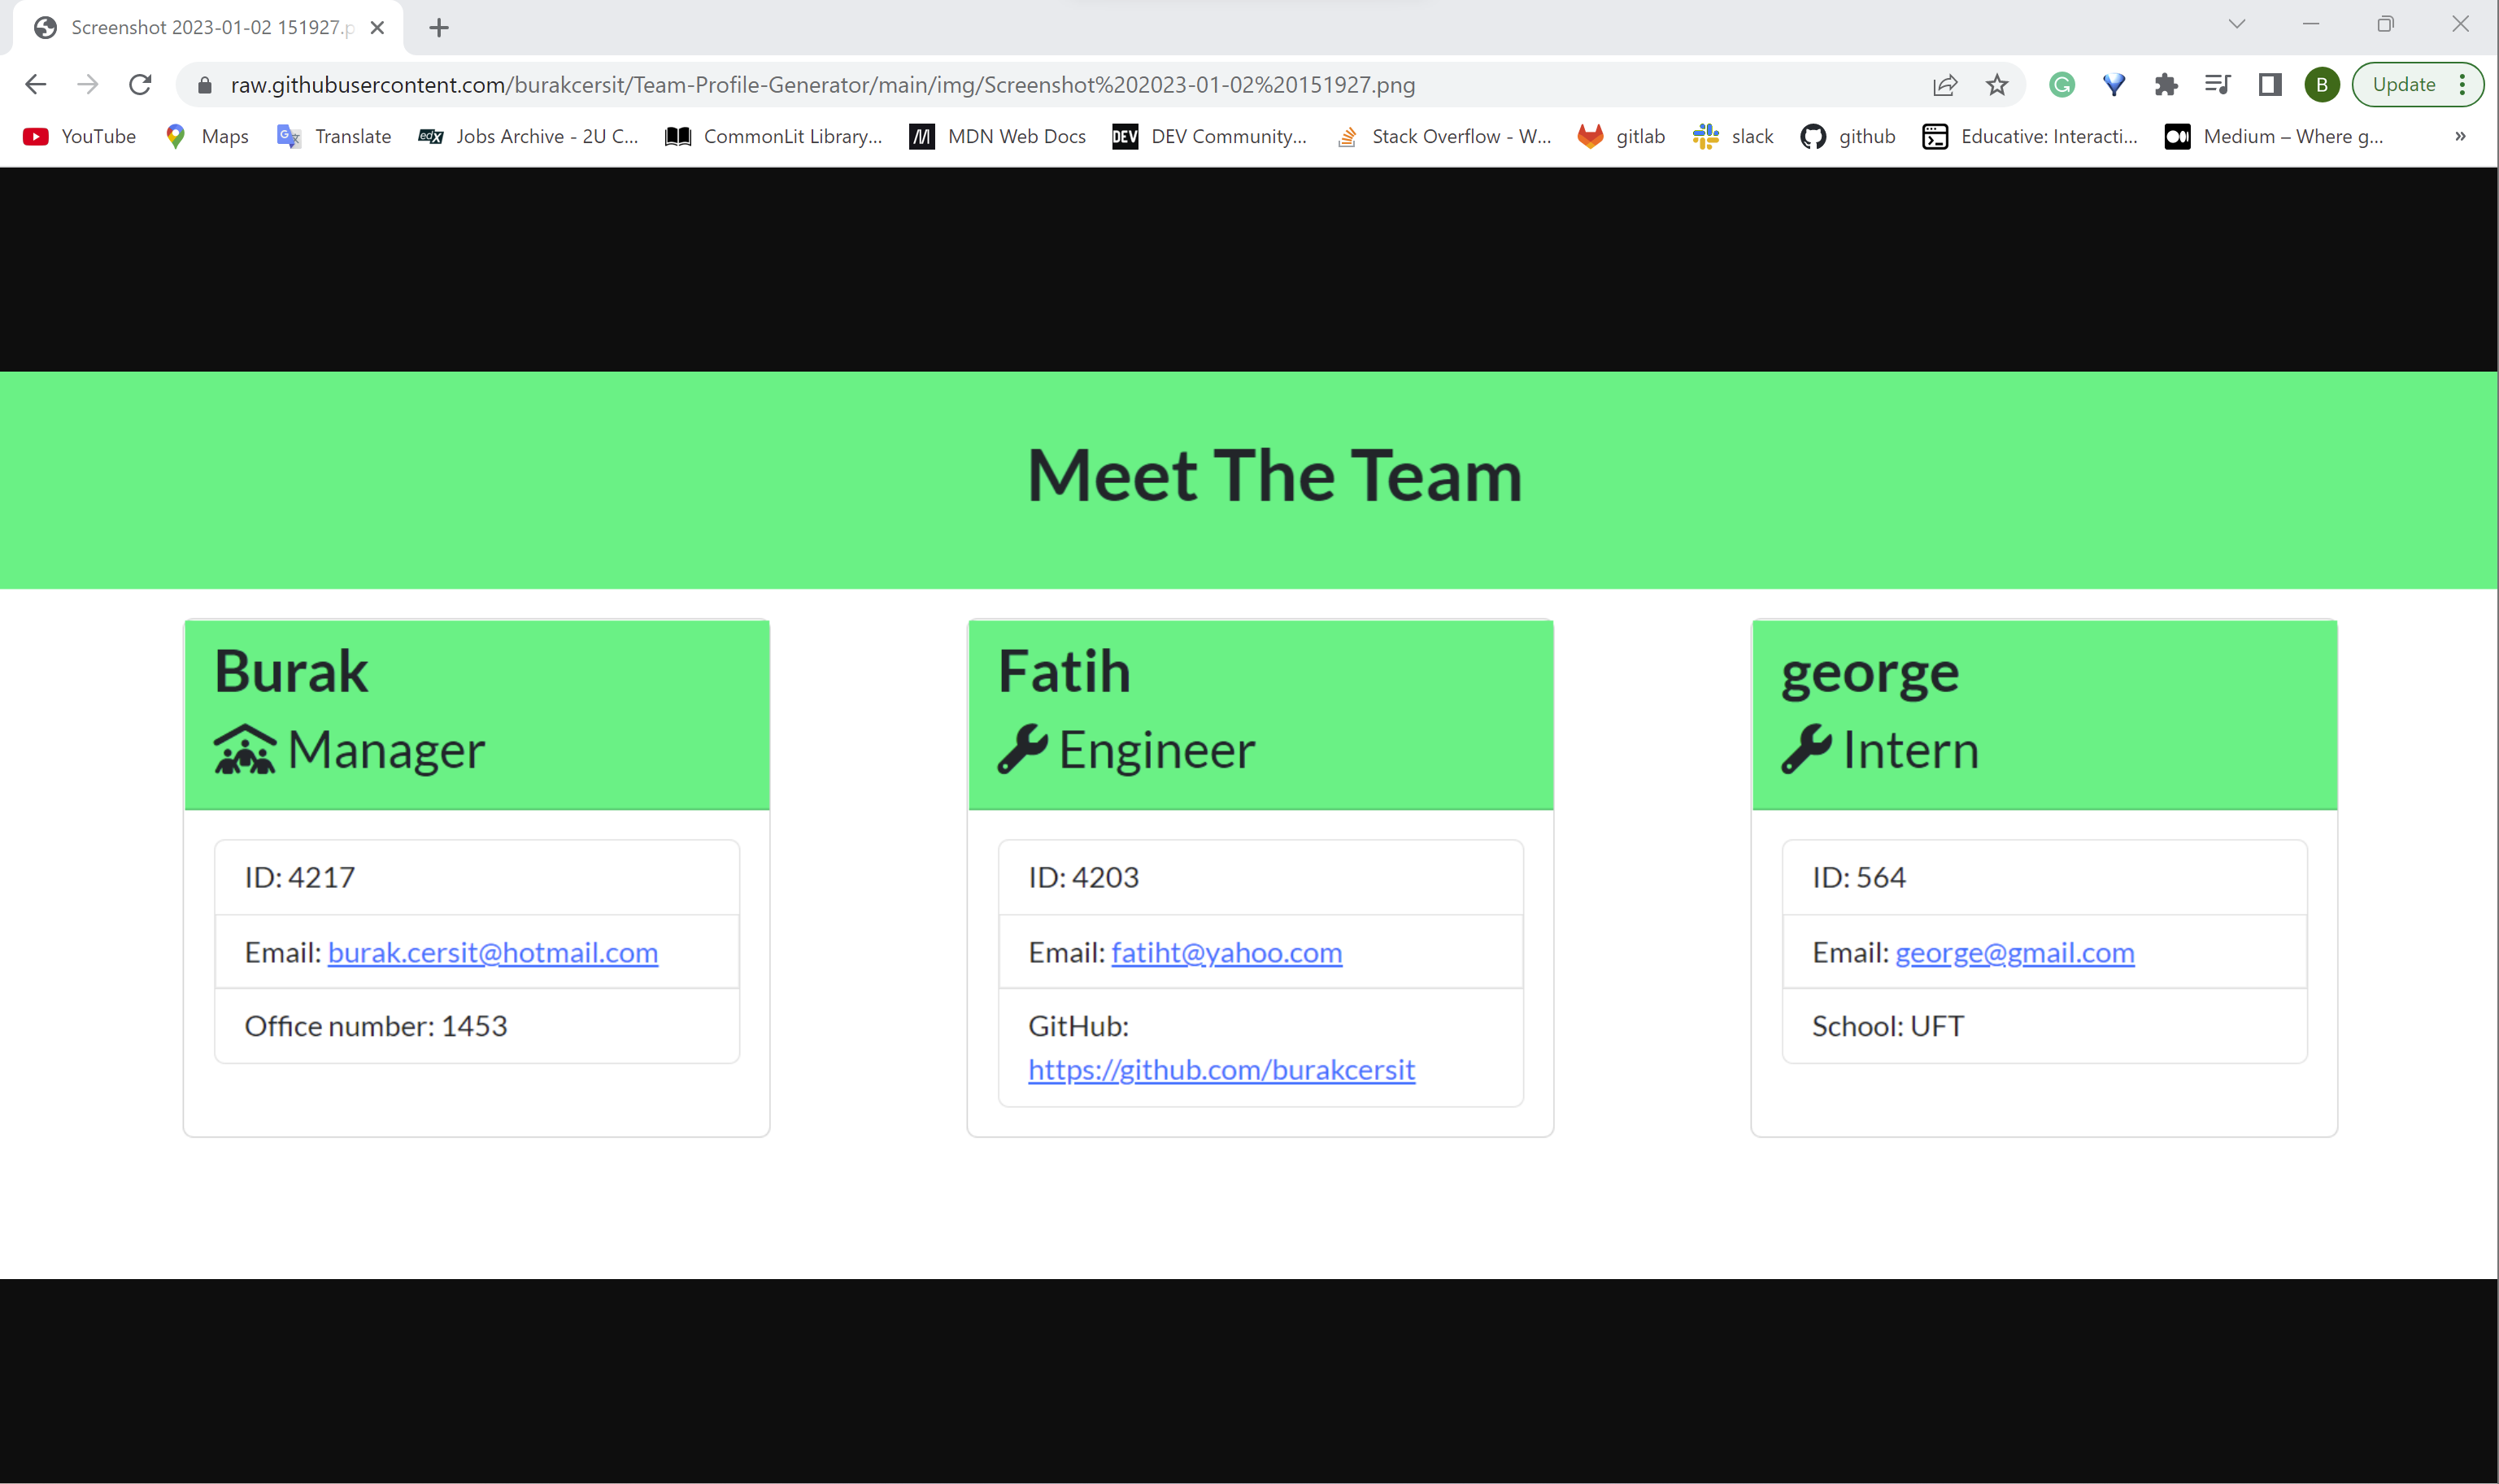 Screenshot 2023-01-02 151927.p
raw.githubusercontent.com/burakcersit/Team-Profile-Generator/main/img/Screenshot%202023-01-02%20151927.png
B
Update
YouTube
Maps
Translate
edX
Jobs Archive - 2U C...
CommonLit Library...
MDN Web Docs
DEV
DEV Community...
Stack Overflow - W...
gitlab
slack
github
Educative: Interacti...
Medium – Where g...
»
Meet The Team
Burak
Manager
ID: 4217
Email: burak.cersit@hotmail.com
Office number: 1453
Fatih
Engineer
ID: 4203
Email: fatiht@yahoo.com
GitHub:
https://github.com/burakcersit
george
Intern
ID: 564
Email: george@gmail.com
School: UFT